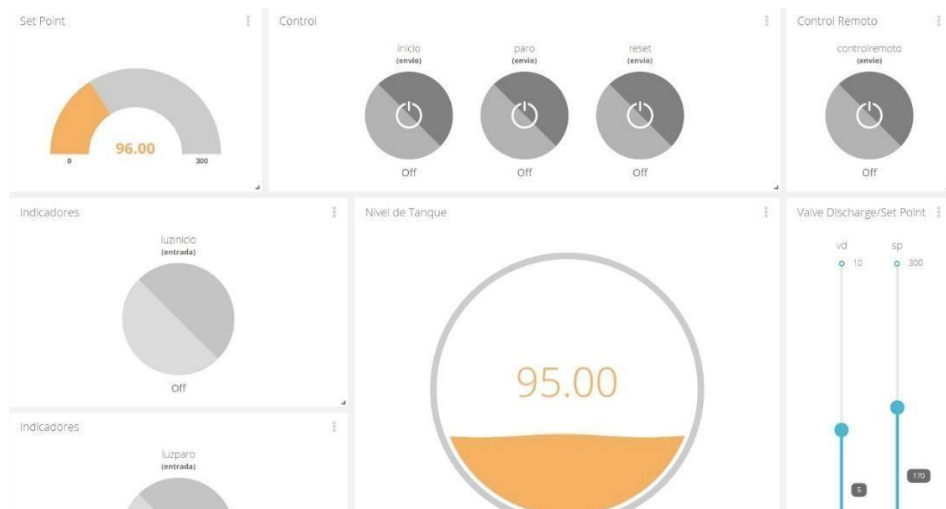 Set Point
96.00
0
300
Control
inicio
(envio)
Off
paro
(envio)
Off
reset
(envio)
Off
Control Remoto
controlremoto
(envio)
Off
Indicadores
luzinicio
(entrada)
Off
Nivel de Tanque
95.00
Valve Discharge/Set Point
vd
sp
10
300
5
170
Indicadores
luzparo
(entrada)